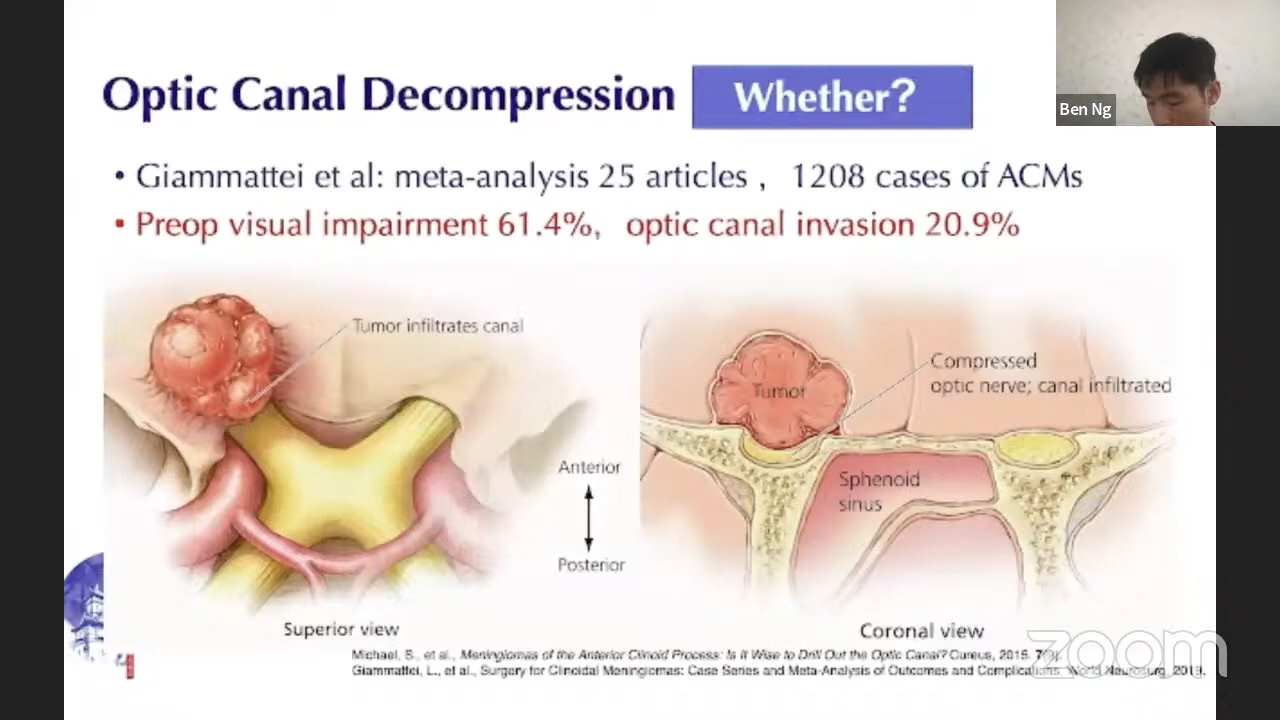 Optic Canal Decompression Whether?
Ben Ng
• Giammattei et al: meta-analysis 25 articles , 1208 cases of ACMs
• Preop visual impairment 61.4%, optic canal invasion 20.9%
Tumor infiltrates canal
Compressed
optic nerve; canal infiltrated
Tumor
Anterior
Sphenoid
sinus
Posterior
Superior view
Coronal view
Michael, S., et al., Meningiomas of the Anterior Clinoid Process: Is It Wise to Drill Out the Optic Canal? Cureus, 2015.
Giammattei, L., et al., Surgery for Clinoidal Meningiomas: Case Series and Meta-Analysis of Outcomes and Complications. World Neurosurg, 2019.
zoom